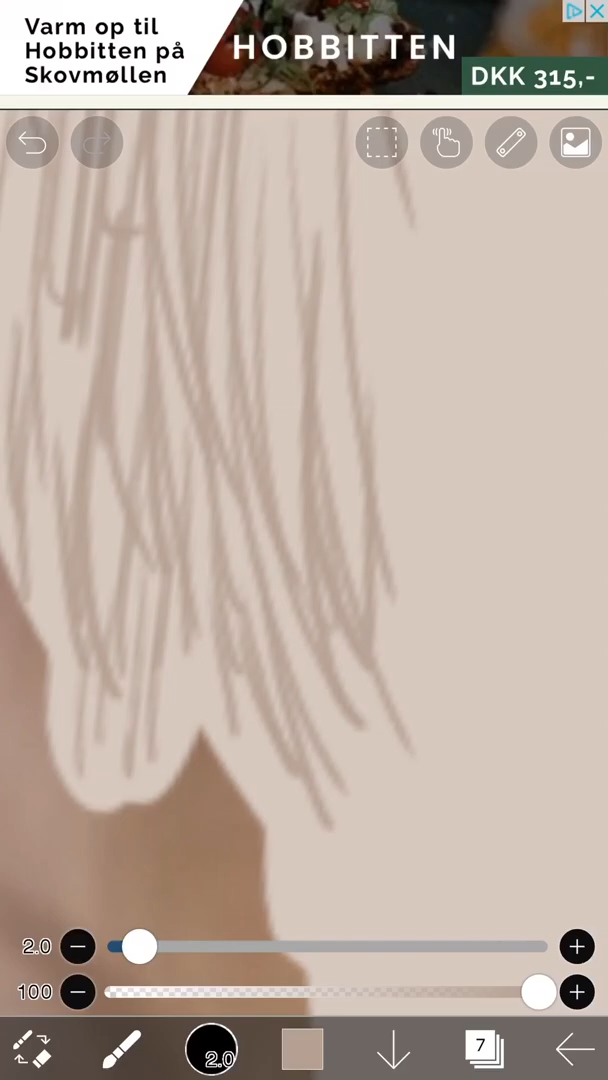 Varm op til
Hobbitten på
Skovmøllen
HOBBITTEN
DKK 315,-
2.0
100
2.0
7